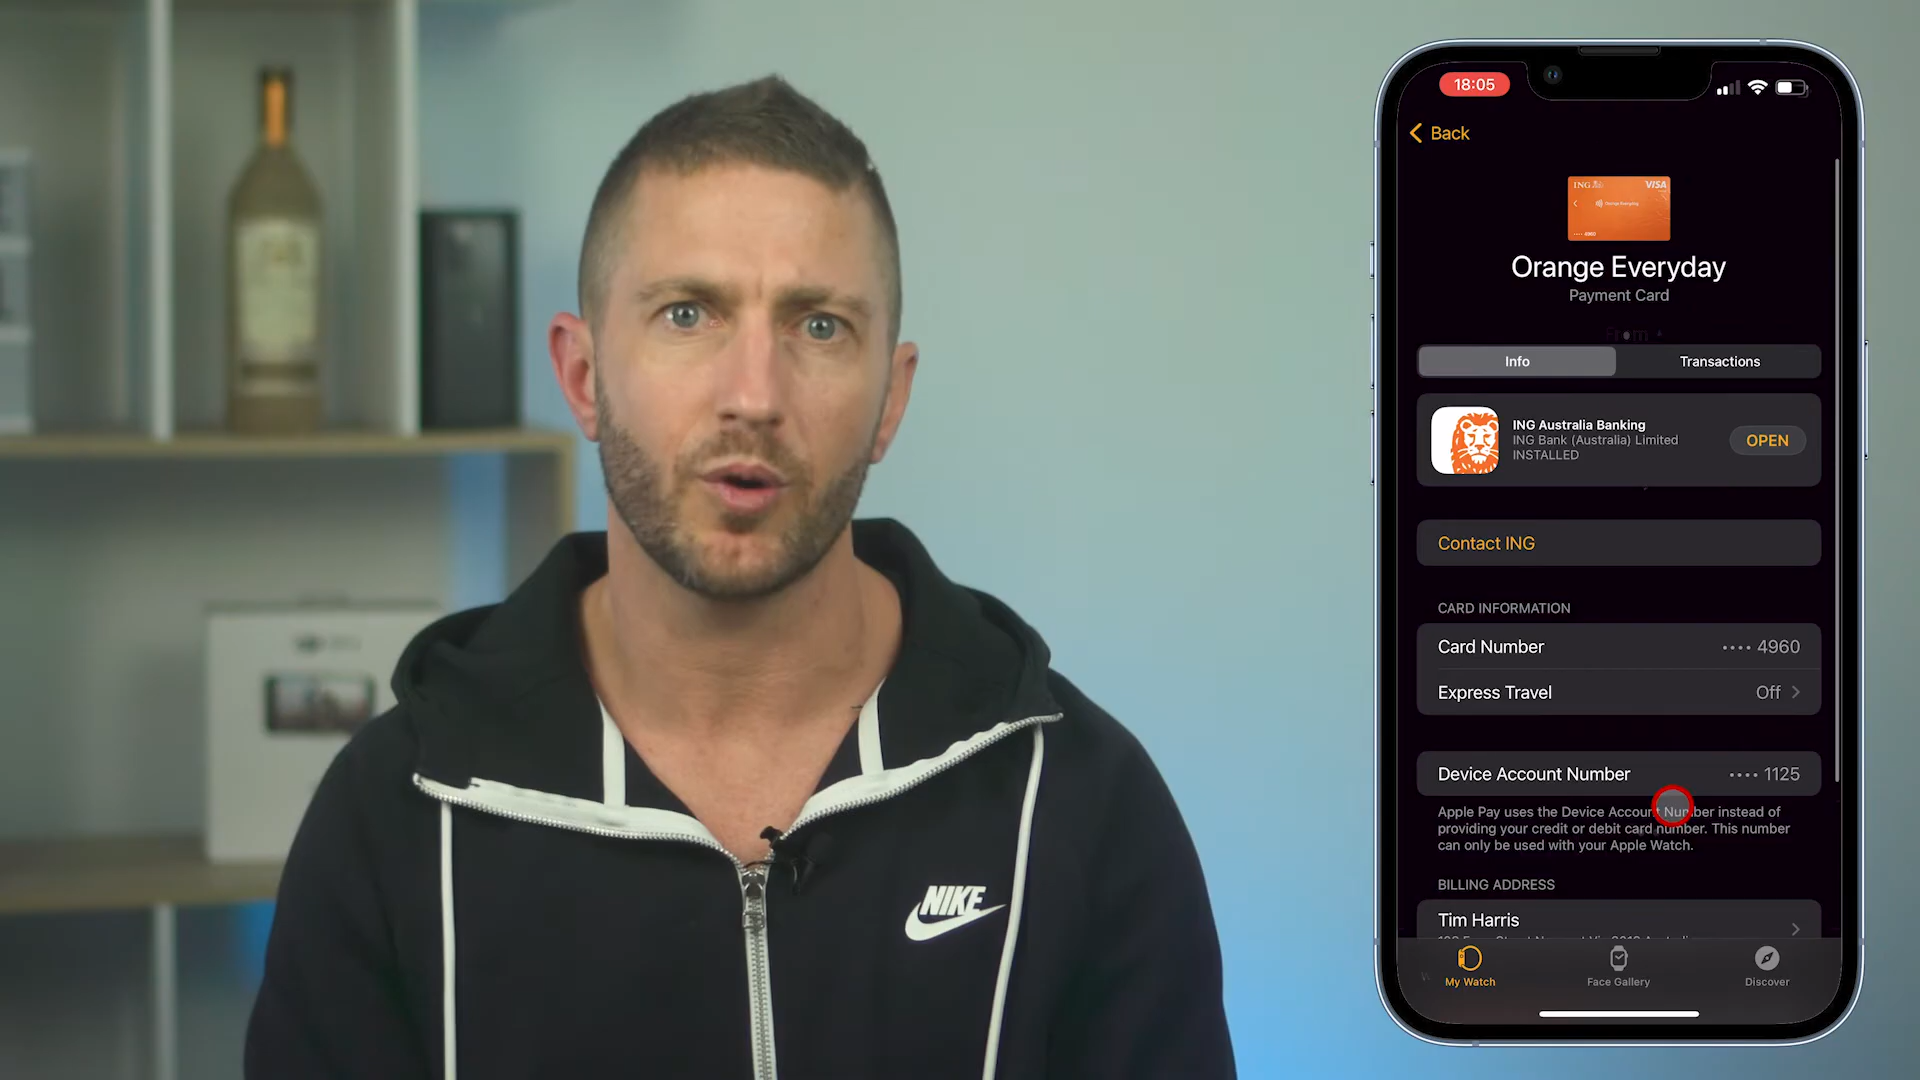 18:05
Back
ING
VISA
Orange Everyday
Orange Everyday
Payment Card
Info
Transactions
ING Australia Banking
ING Bank (Australia) Limited
INSTALLED
OPEN
Contact ING
CARD INFORMATION
Card Number
•••• 4960
Express Travel
Off
Device Account Number
•••• 1125
Apple Pay uses the Device Account Number instead of
providing your credit or debit card number. This number
can only be used with your Apple Watch.
BILLING ADDRESS
Tim Harris
My Watch
Face Gallery
Discover
NIKE